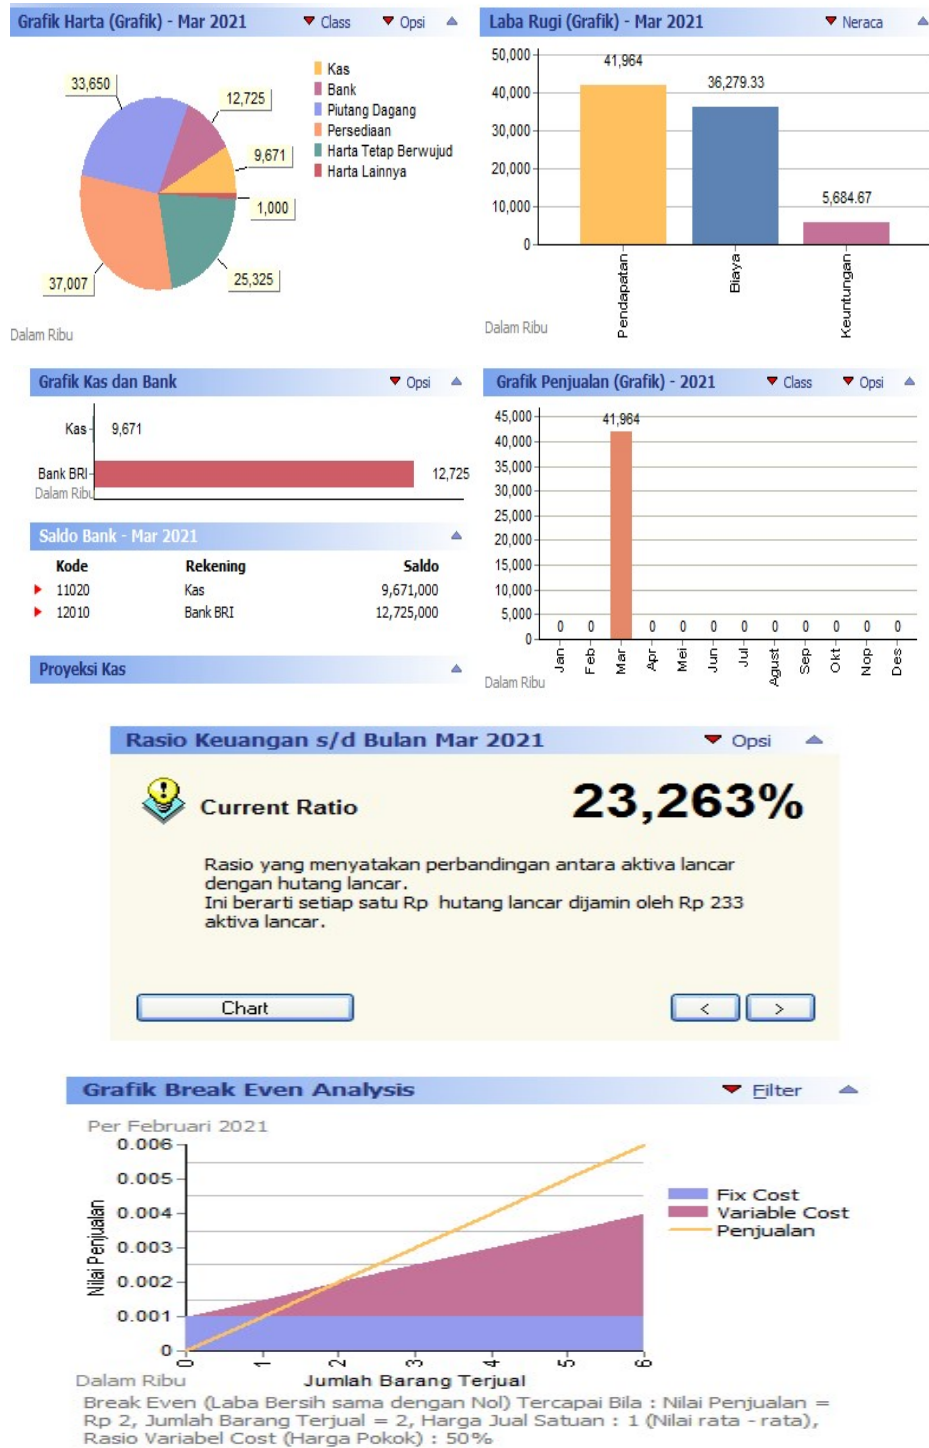 Grafik Harta (Grafik) - Mar 2021 Class Opsi
33,650
12,725
9,671
1,000
25,325
37,007
Kas
Bank
Piutang Dagang
Persediaan
Harta Tetap Berwujud
Harta Lainnya
Dalam Ribu
Laba Rugi (Grafik) - Mar 2021 Neraca
50,000
40,000
30,000
20,000
10,000
0
41,964
36,279.33
5,684.67
Pendapatan
Biaya
Keuntungan
Dalam Ribu
Grafik Kas dan Bank Opsi
Kas 9,671
Bank BRI 12,725
Dalam Ribu
Saldo Bank - Mar 2021
Kode Rekening Saldo
11020 Kas 9,671,000
12010 Bank BRI 12,725,000
Proyeksi Kas
Grafik Penjualan (Grafik) - 2021 Class Opsi
45,000
40,000
35,000
30,000
25,000
20,000
15,000
10,000
5,000
0
41,964
0 0 0 0 0 0 0 0 0 0 0
Jan Feb Mar Apr Mei Jun Jul Agust Sep Okt Nop Des
Dalam Ribu
Rasio Keuangan s/d Bulan Mar 2021 Opsi
Current Ratio 23,263%
Rasio yang menyatakan perbandingan antara aktiva lancar
dengan hutang lancar.
Ini berarti setiap satu Rp hutang lancar dijamin oleh Rp 233
aktiva lancar.
Chart < >
Grafik Break Even Analysis Filter
Per Februari 2021
0.006
0.005
0.004
0.003
0.002
0.001
0
Nilai Penjualan
0 1 2 3 4 5 6
Fix Cost
Variable Cost
Penjualan
Dalam Ribu Jumlah Barang Terjual
Break Even (Laba Bersih sama dengan Nol) Tercapai Bila : Nilai Penjualan =
Rp 2, Jumlah Barang Terjual = 2, Harga Jual Satuan : 1 (Nilai rata - rata),
Rasio Variabel Cost (Harga Pokok) : 50%